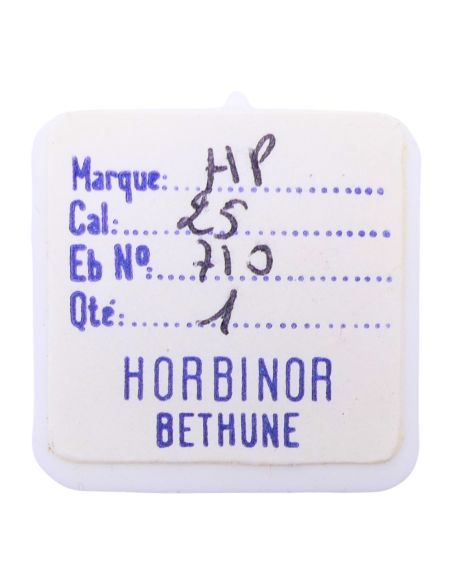 Marque: HP
Cal: 25
Eb Nº: 710
Qté: 1
HORBINOR
BETHUNE